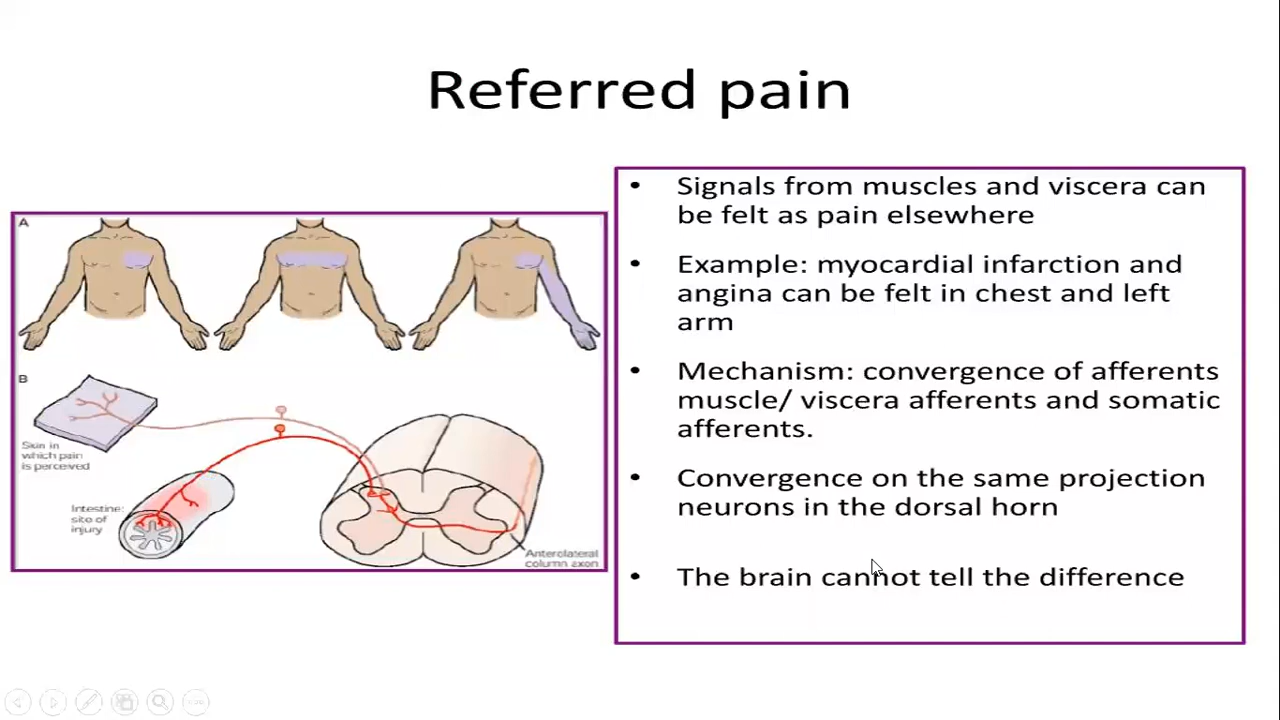 Referred pain
A
B
Skin in
which pain
is perceived
Intestine:
site of
injury
Anterolateral
column axon
• Signals from muscles and viscera can
be felt as pain elsewhere
• Example: myocardial infarction and
angina can be felt in chest and left
arm
• Mechanism: convergence of afferents
muscle/ viscera afferents and somatic
afferents.
• Convergence on the same projection
neurons in the dorsal horn
• The brain cannot tell the difference